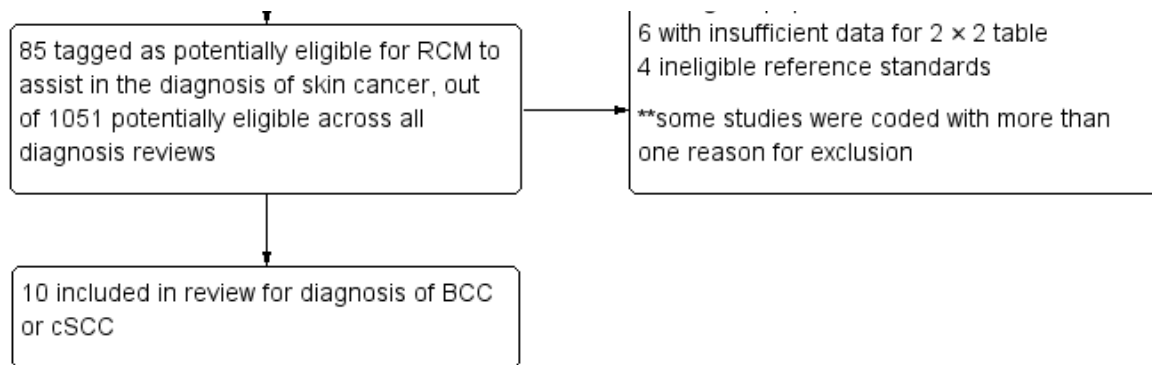 85 tagged as potentially eligible for RCM to
assist in the diagnosis of skin cancer, out
of 1051 potentially eligible across all
diagnosis reviews
6 with insufficient data for 2 × 2 table
4 ineligible reference standards
**some studies were coded with more than
one reason for exclusion
10 included in review for diagnosis of BCC
or cSCC